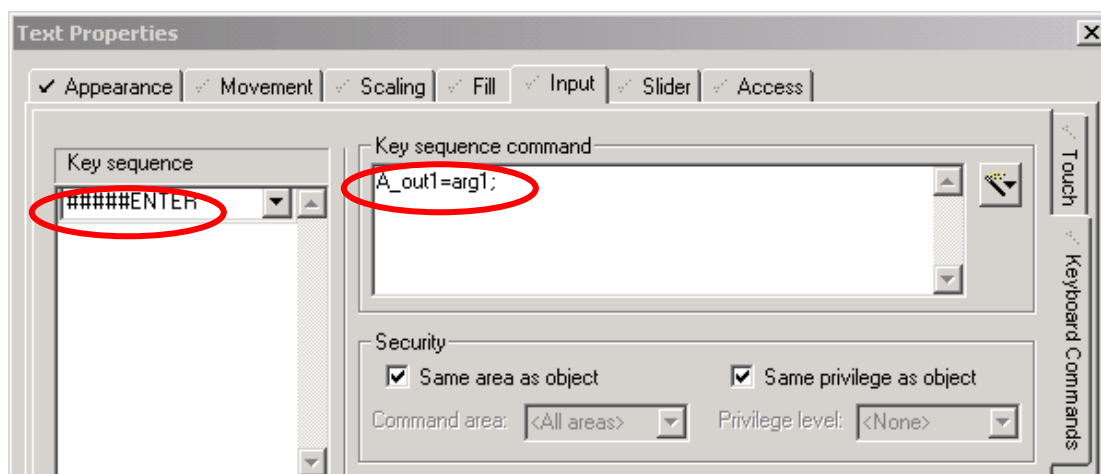 Text Properties
Appearance Movement Scaling Fill Input Slider Access
Key sequence
#####ENTER
Key sequence command
A_out1=arg1;
Security
Same area as object Same privilege as object
Command area: <All areas> Privilege level: <None>
Touch
Keyboard Commands